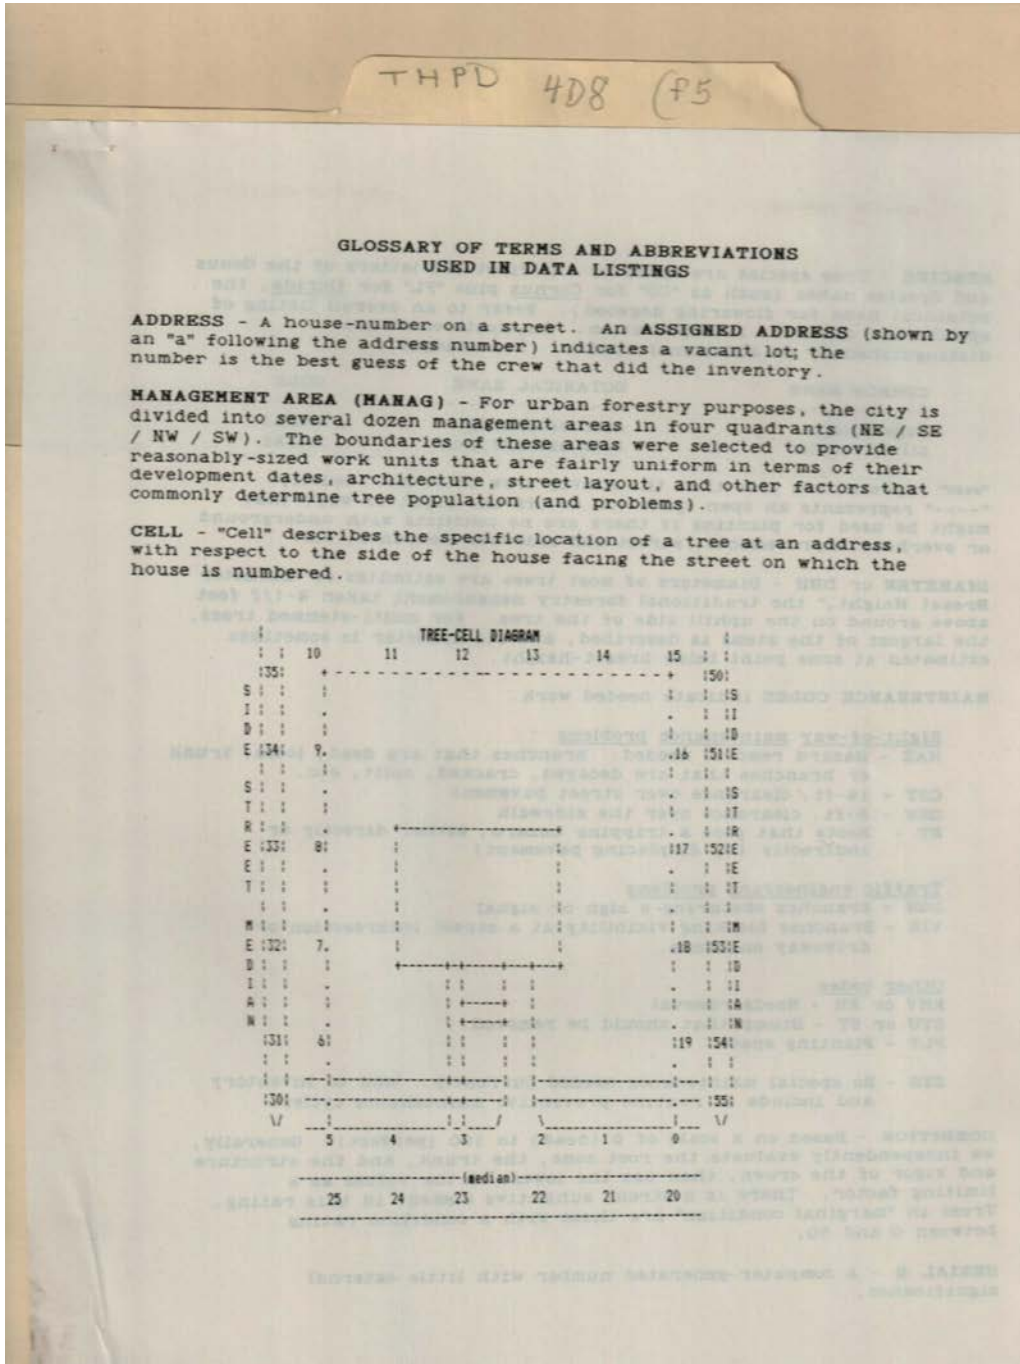 THPD 4D8 (f5
GLOSSARY OF TERMS AND ABBREVIATIONS
USED IN DATA LISTINGS
ADDRESS - A house-number on a street. An ASSIGNED ADDRESS (shown by
an "a" following the address number) indicates a vacant lot; the
number is the best guess of the crew that did the inventory.
MANAGEMENT AREA (MANAG) - For urban forestry purposes, the city is
divided into several dozen management areas in four quadrants (NE / SE
/ NW / SW). The boundaries of these areas were selected to provide
reasonably-sized work units that are fairly uniform in terms of their
development dates, architecture, street layout, and other factors that
commonly determine tree population (and problems).
CELL - "Cell" describes the specific location of a tree at an address,
with respect to the side of the house facing the street on which the
house is numbered.
TREE-CELL DIAGRAM
10 11 12 13 14 15
35 50
SIDE STREET MEDIAN
SIDE STREET MEDIAN
34 9 16 51
33 8 17 52
32 7 18 53
31 6 19 54
30 55
5 4 3 2 1 0
(median)
25 24 23 22 21 20